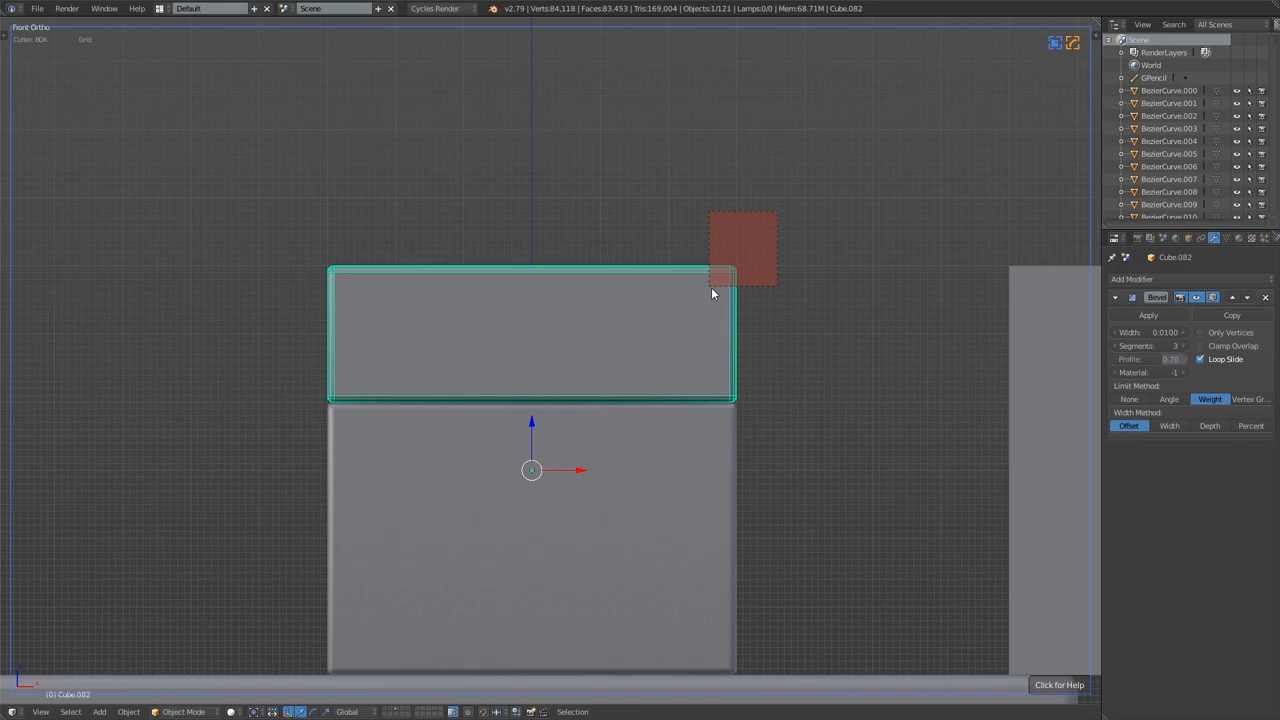 File Render Window Help Default Scene Cycles Render v2.79 | Verts:84,118 | Faces:83,453 | Tris:169,004 | Objects:1/121 | Lamps:0/0 | Mem:68.71M | Cube.082
View Search All Scenes
Front Ortho
Cutter: BOX Grid
Scene
RenderLayers
World
GPencil
BezierCurve.000
BezierCurve.001
BezierCurve.002
BezierCurve.003
BezierCurve.004
BezierCurve.005
BezierCurve.006
BezierCurve.007
BezierCurve.008
BezierCurve.009
BezierCurve.010
Cube.082
Add Modifier
Bevel
Apply Copy
Width: 0.0100 Only Vertices
Segments: 3 Clamp Overlap
Profile: 0.70 Loop Slide
Material: -1
Limit Method:
None Angle Weight Vertex Gr...
Width Method:
Offset Width Depth Percent
Click for Help
(0) Cube.082
View Select Add Object Object Mode Global Selection